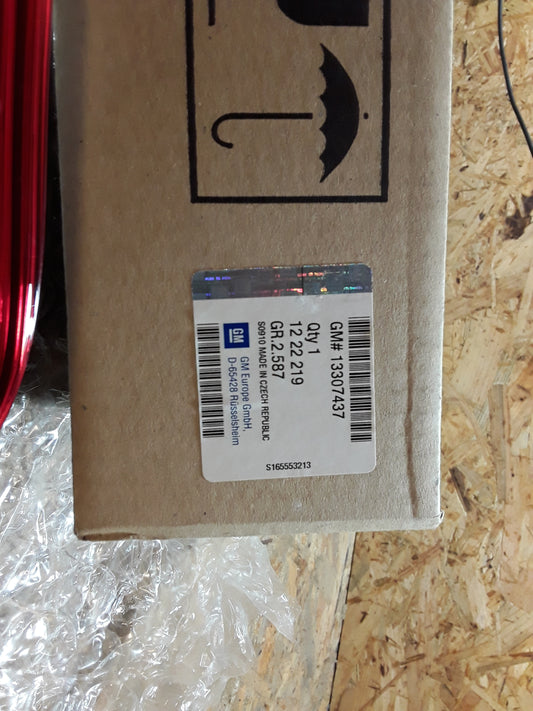 GM# 13307437
Qty 1
12 22 219
GR.2.587
S0910 MADE IN CZECH REPUBLIC
GM
GM Europe GmbH,
D-65428 Rüsselsheim
S165553213